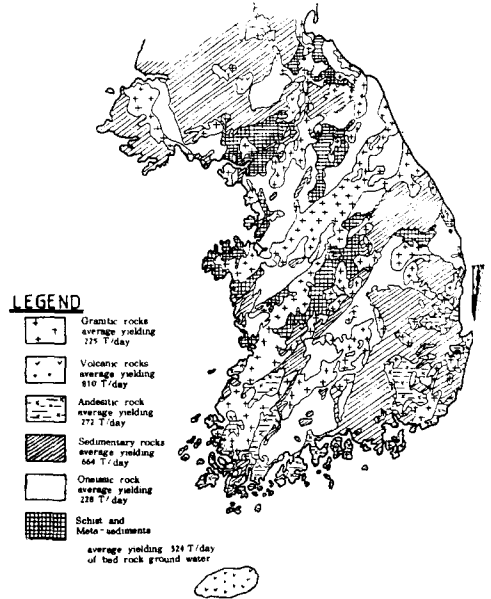 LEGEND
Granitic rocks
average yielding
225 T/day
Volcanic rocks
average yielding
810 T/day
Andesitic rock
average yielding
272 T/day
Sedimentary rocks
average yielding
664 T/day
Oneissic rock
average yielding
228 T/day
Schist and
Meta-sediments
average yielding 524 T/day
of bed rock ground water